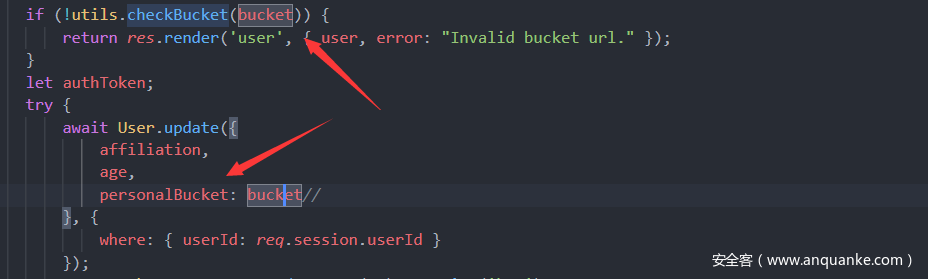 if (!utils.checkBucket(bucket)) {
return res.render('user', { user, error: "Invalid bucket url." });
}
let authToken;
try {
await User.update({
affiliation,
age,
personalBucket: bucket//
}, {
where: { userId: req.session.userId }
});
安全客（www.anquanke.com）